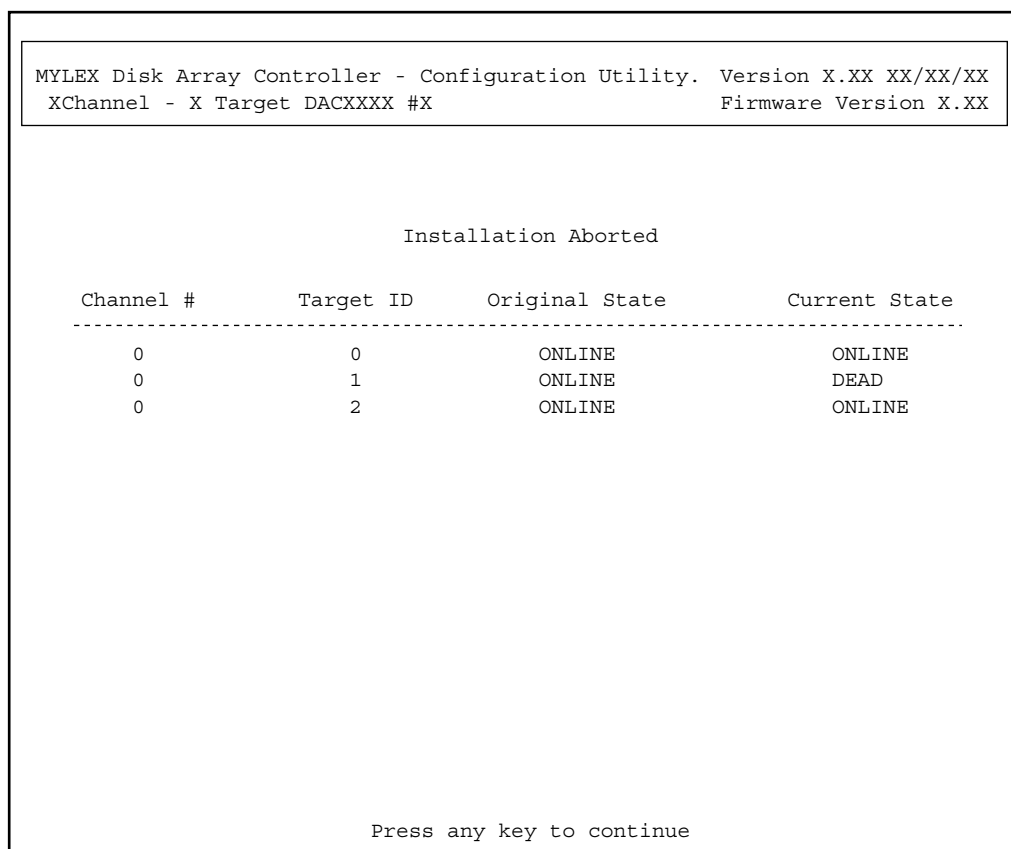 MYLEX Disk Array Controller - Configuration Utility. Version X.XX XX/XX/XX
XChannel - X Target DACXXXX #X Firmware Version X.XX
Installation Aborted
Channel # Target ID Original State Current State
0 0 ONLINE ONLINE
0 1 ONLINE DEAD
0 2 ONLINE ONLINE
Press any key to continue